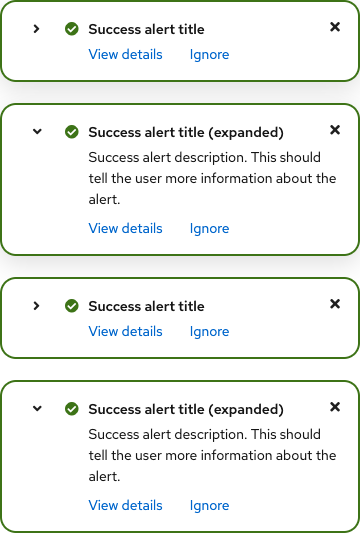 Success alert title
View details Ignore
Success alert title (expanded)
Success alert description. This should
tell the user more information about the
alert.
View details Ignore
Success alert title
View details Ignore
Success alert title (expanded)
Success alert description. This should
tell the user more information about the
alert.
View details Ignore